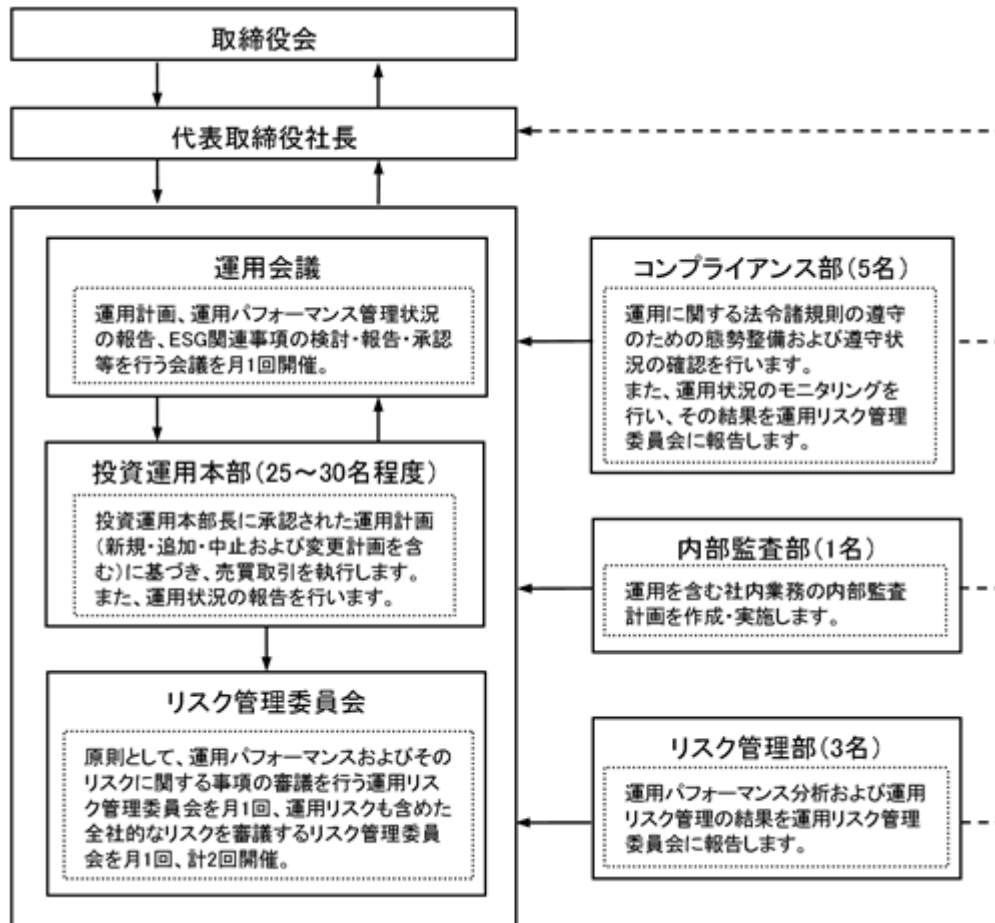 取締役会
代表取締役社長
運用会議
運用計画、運用パフォーマンス管理状況
の報告、ESG関連事項の検討・報告・承認
等を行う会議を月1回開催。
投資運用本部(25～30名程度)
投資運用本部長に承認された運用計画
(新規・追加・中止および変更計画を含
む)に基づき、売買取引を執行します。
また、運用状況の報告を行います。
リスク管理委員会
原則として、運用パフォーマンスおよびその
リスクに関する事項の審議を行う運用リス
ク管理委員会を月1回、運用リスクも含めた
全社的なリスクを審議するリスク管理委員
会を月1回、計2回開催。
コンプライアンス部(5名)
運用に関する法令諸規則の遵守
のための態勢整備および遵守状
況の確認を行います。
また、運用状況のモニタリングを
行い、その結果を運用リスク管理
委員会に報告します。
内部監査部(1名)
運用を含む社内業務の内部監査
計画を作成・実施します。
リスク管理部(3名)
運用パフォーマンス分析および運用
リスク管理の結果を運用リスク管理
委員会に報告します。